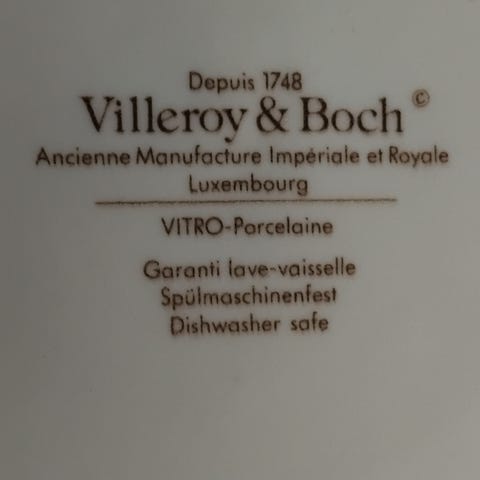 Depuis 1748
Villeroy & Boch ©
Ancienne Manufacture Impériale et Royale
Luxembourg
VITRO-Porcelaine
Garanti lave-vaisselle
Spülmaschinenfest
Dishwasher safe